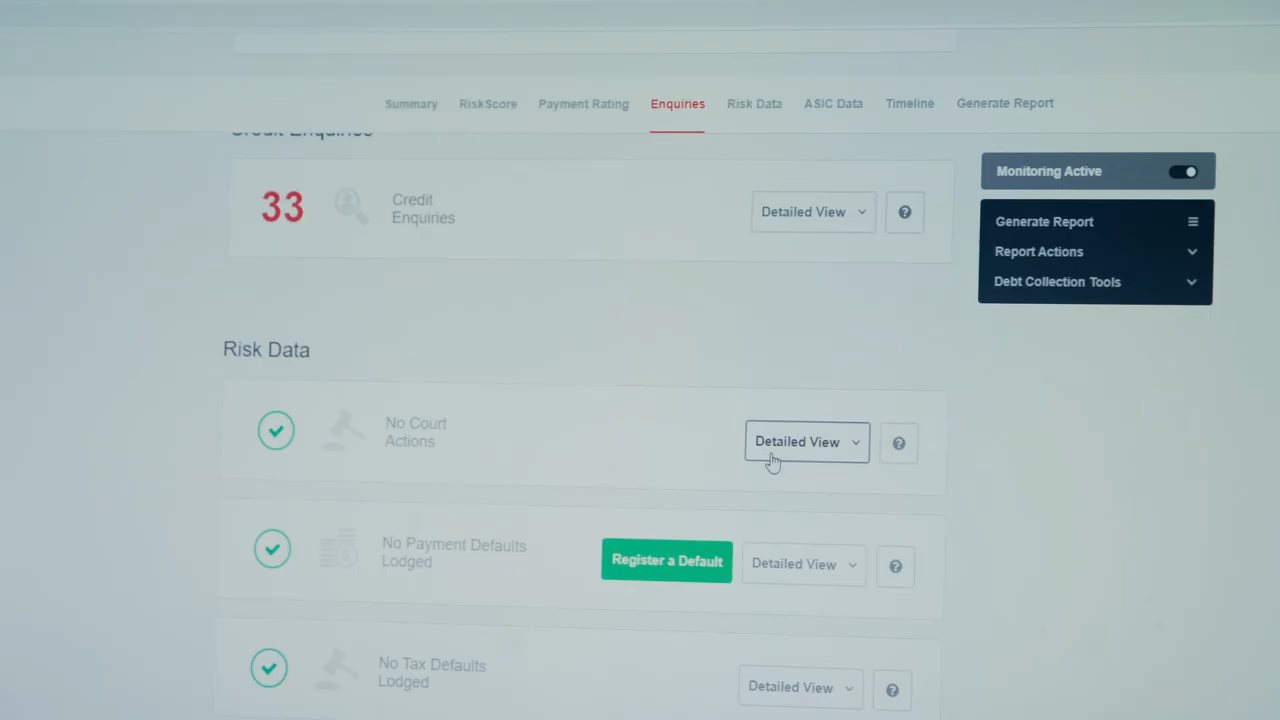 Summary RiskScore Payment Rating Enquiries Risk Data ASIC Data Timeline Generate Report
Credit Enquiries
Monitoring Active
33
Credit
Enquiries
Detailed View
?
Generate Report
Report Actions
Debt Collection Tools
Risk Data
No Court
Actions
Detailed View
?
No Payment Defaults
Lodged
Register a Default
Detailed View
?
No Tax Defaults
Lodged
Detailed View
?